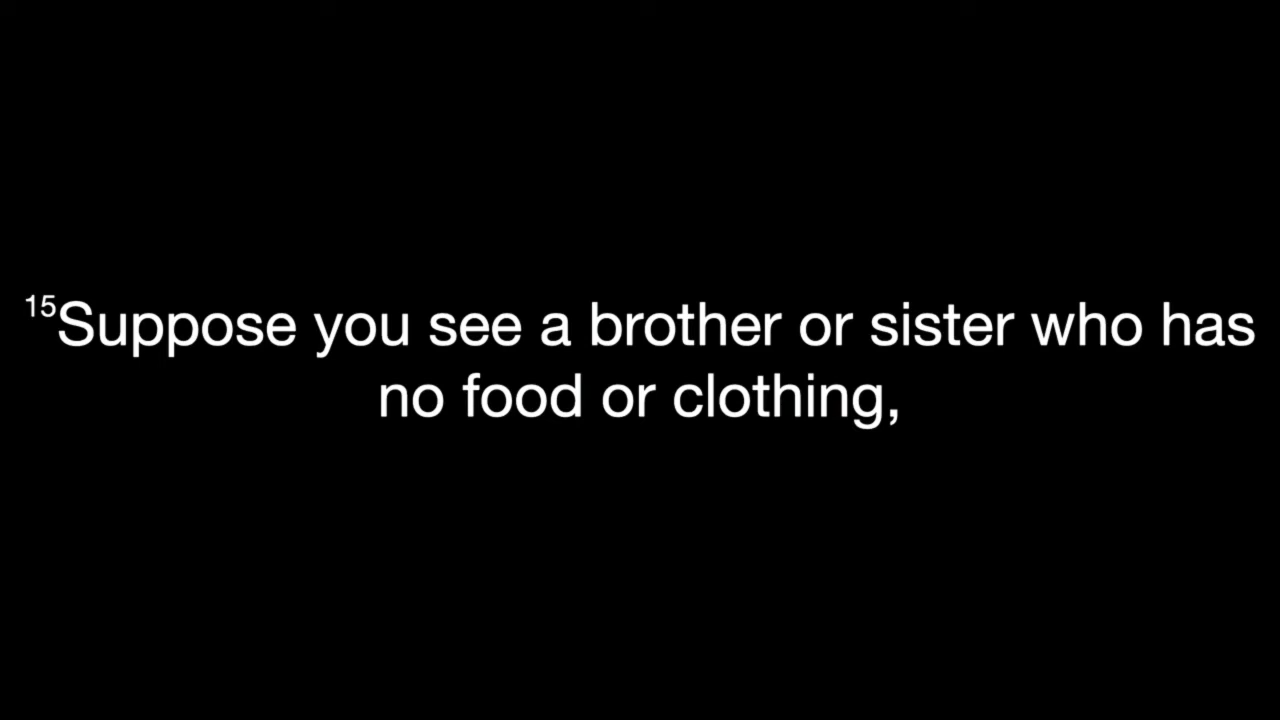 15Suppose you see a brother or sister who has
no food or clothing,